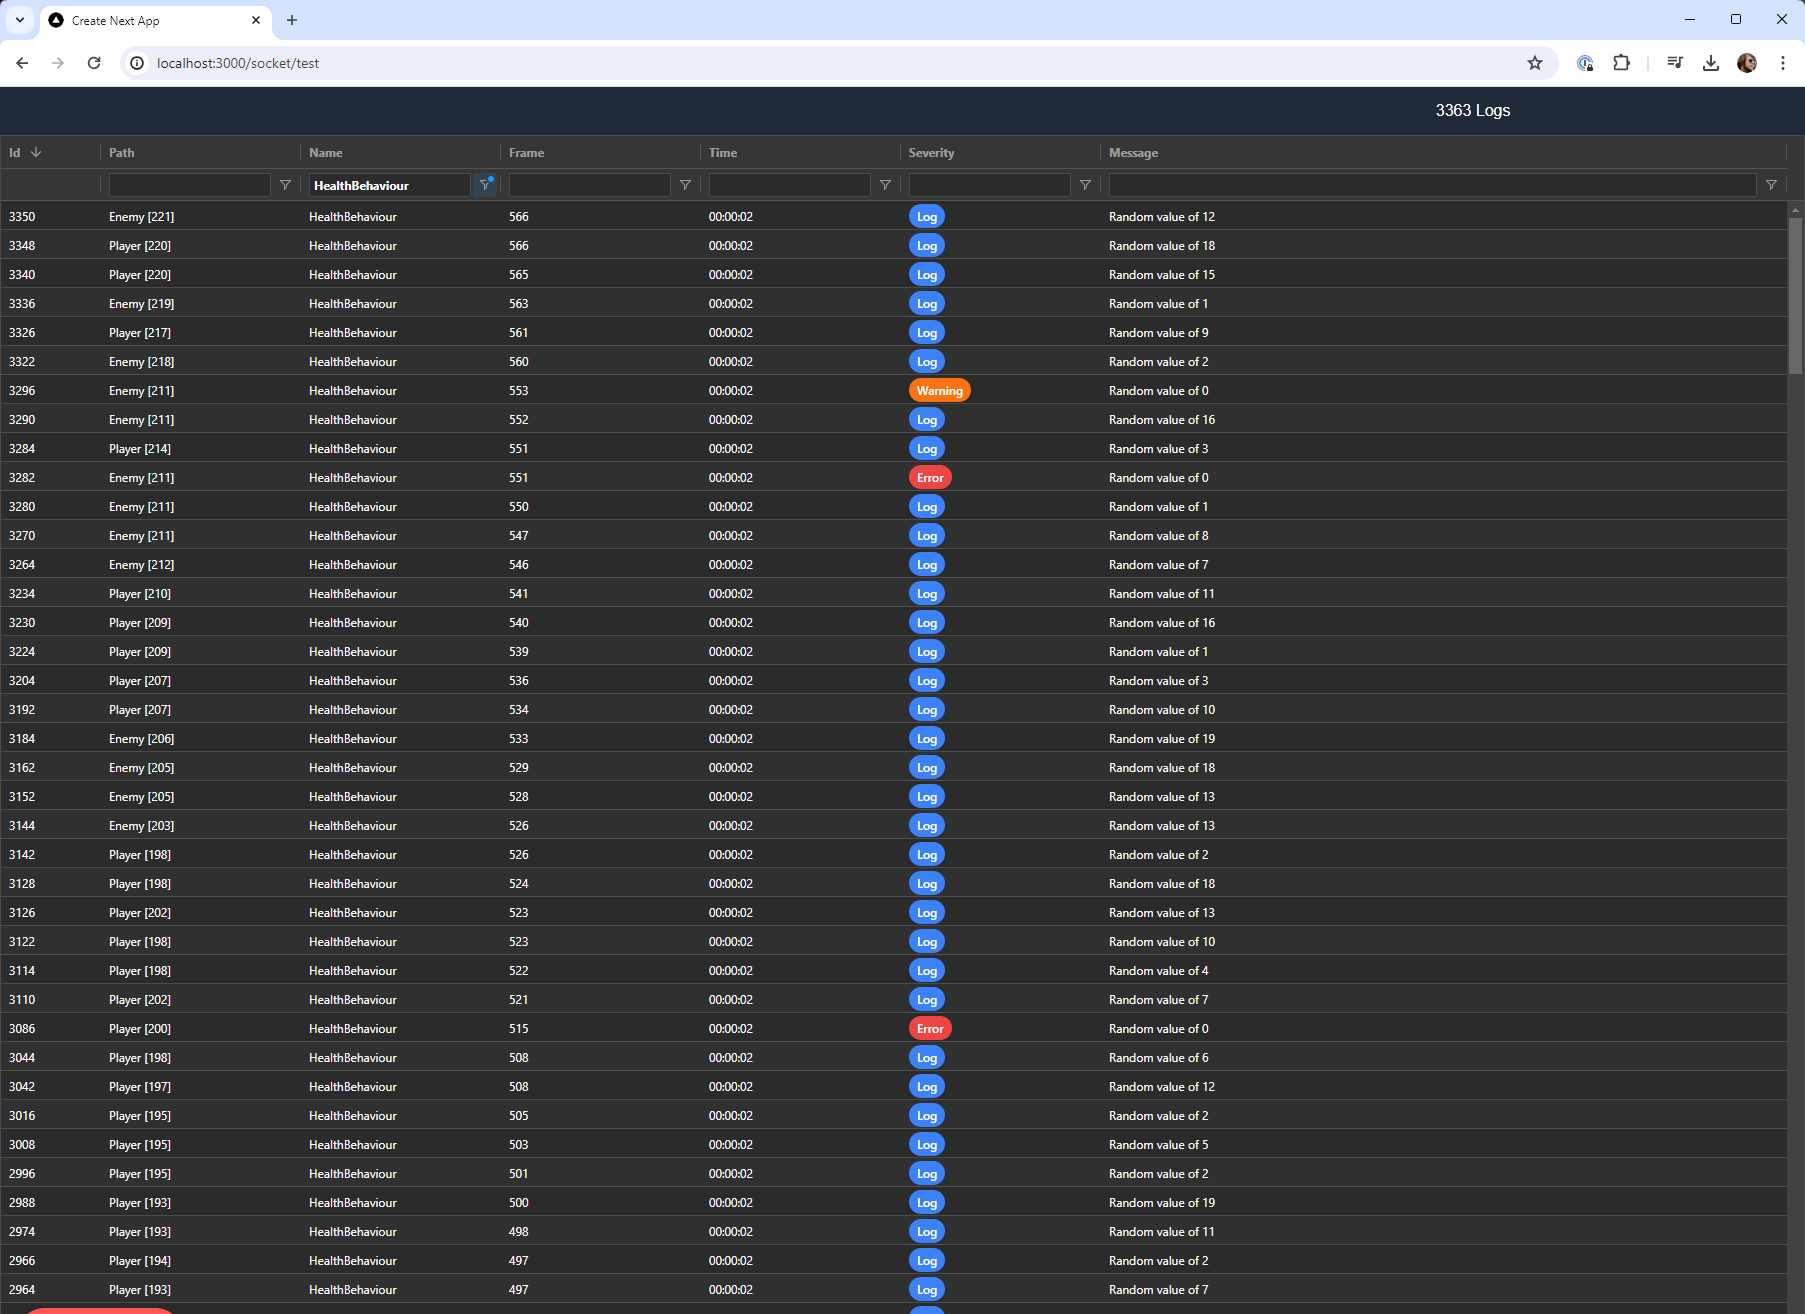 Create Next App
localhost:3000/socket/test
3363 Logs
Id Path Name Frame Time Severity Message
HealthBehaviour
3350 Enemy [221] HealthBehaviour 566 00:00:02 Log Random value of 12
3348 Player [220] HealthBehaviour 566 00:00:02 Log Random value of 18
3340 Player [220] HealthBehaviour 565 00:00:02 Log Random value of 15
3336 Enemy [219] HealthBehaviour 563 00:00:02 Log Random value of 1
3326 Player [217] HealthBehaviour 561 00:00:02 Log Random value of 9
3322 Enemy [218] HealthBehaviour 560 00:00:02 Log Random value of 2
3296 Enemy [211] HealthBehaviour 553 00:00:02 Warning Random value of 0
3290 Enemy [211] HealthBehaviour 552 00:00:02 Log Random value of 16
3284 Player [214] HealthBehaviour 551 00:00:02 Log Random value of 3
3282 Enemy [211] HealthBehaviour 551 00:00:02 Error Random value of 0
3280 Enemy [211] HealthBehaviour 550 00:00:02 Log Random value of 1
3270 Enemy [211] HealthBehaviour 547 00:00:02 Log Random value of 8
3264 Enemy [212] HealthBehaviour 546 00:00:02 Log Random value of 7
3234 Player [210] HealthBehaviour 541 00:00:02 Log Random value of 11
3230 Player [209] HealthBehaviour 540 00:00:02 Log Random value of 16
3224 Player [209] HealthBehaviour 539 00:00:02 Log Random value of 1
3204 Player [207] HealthBehaviour 536 00:00:02 Log Random value of 3
3192 Player [207] HealthBehaviour 534 00:00:02 Log Random value of 10
3184 Enemy [206] HealthBehaviour 533 00:00:02 Log Random value of 19
3162 Enemy [205] HealthBehaviour 529 00:00:02 Log Random value of 18
3152 Enemy [205] HealthBehaviour 528 00:00:02 Log Random value of 13
3144 Enemy [203] HealthBehaviour 526 00:00:02 Log Random value of 13
3142 Player [198] HealthBehaviour 526 00:00:02 Log Random value of 2
3128 Player [198] HealthBehaviour 524 00:00:02 Log Random value of 18
3126 Player [202] HealthBehaviour 523 00:00:02 Log Random value of 13
3122 Player [198] HealthBehaviour 523 00:00:02 Log Random value of 10
3114 Player [198] HealthBehaviour 522 00:00:02 Log Random value of 4
3110 Player [202] HealthBehaviour 521 00:00:02 Log Random value of 7
3086 Player [200] HealthBehaviour 515 00:00:02 Error Random value of 0
3044 Player [198] HealthBehaviour 508 00:00:02 Log Random value of 6
3042 Player [197] HealthBehaviour 508 00:00:02 Log Random value of 12
3016 Player [195] HealthBehaviour 505 00:00:02 Log Random value of 2
3008 Player [195] HealthBehaviour 503 00:00:02 Log Random value of 5
2996 Player [195] HealthBehaviour 501 00:00:02 Log Random value of 2
2988 Player [193] HealthBehaviour 500 00:00:02 Log Random value of 19
2974 Player [193] HealthBehaviour 498 00:00:02 Log Random value of 11
2966 Player [194] HealthBehaviour 497 00:00:02 Log Random value of 2
2964 Player [193] HealthBehaviour 497 00:00:02 Log Random value of 7